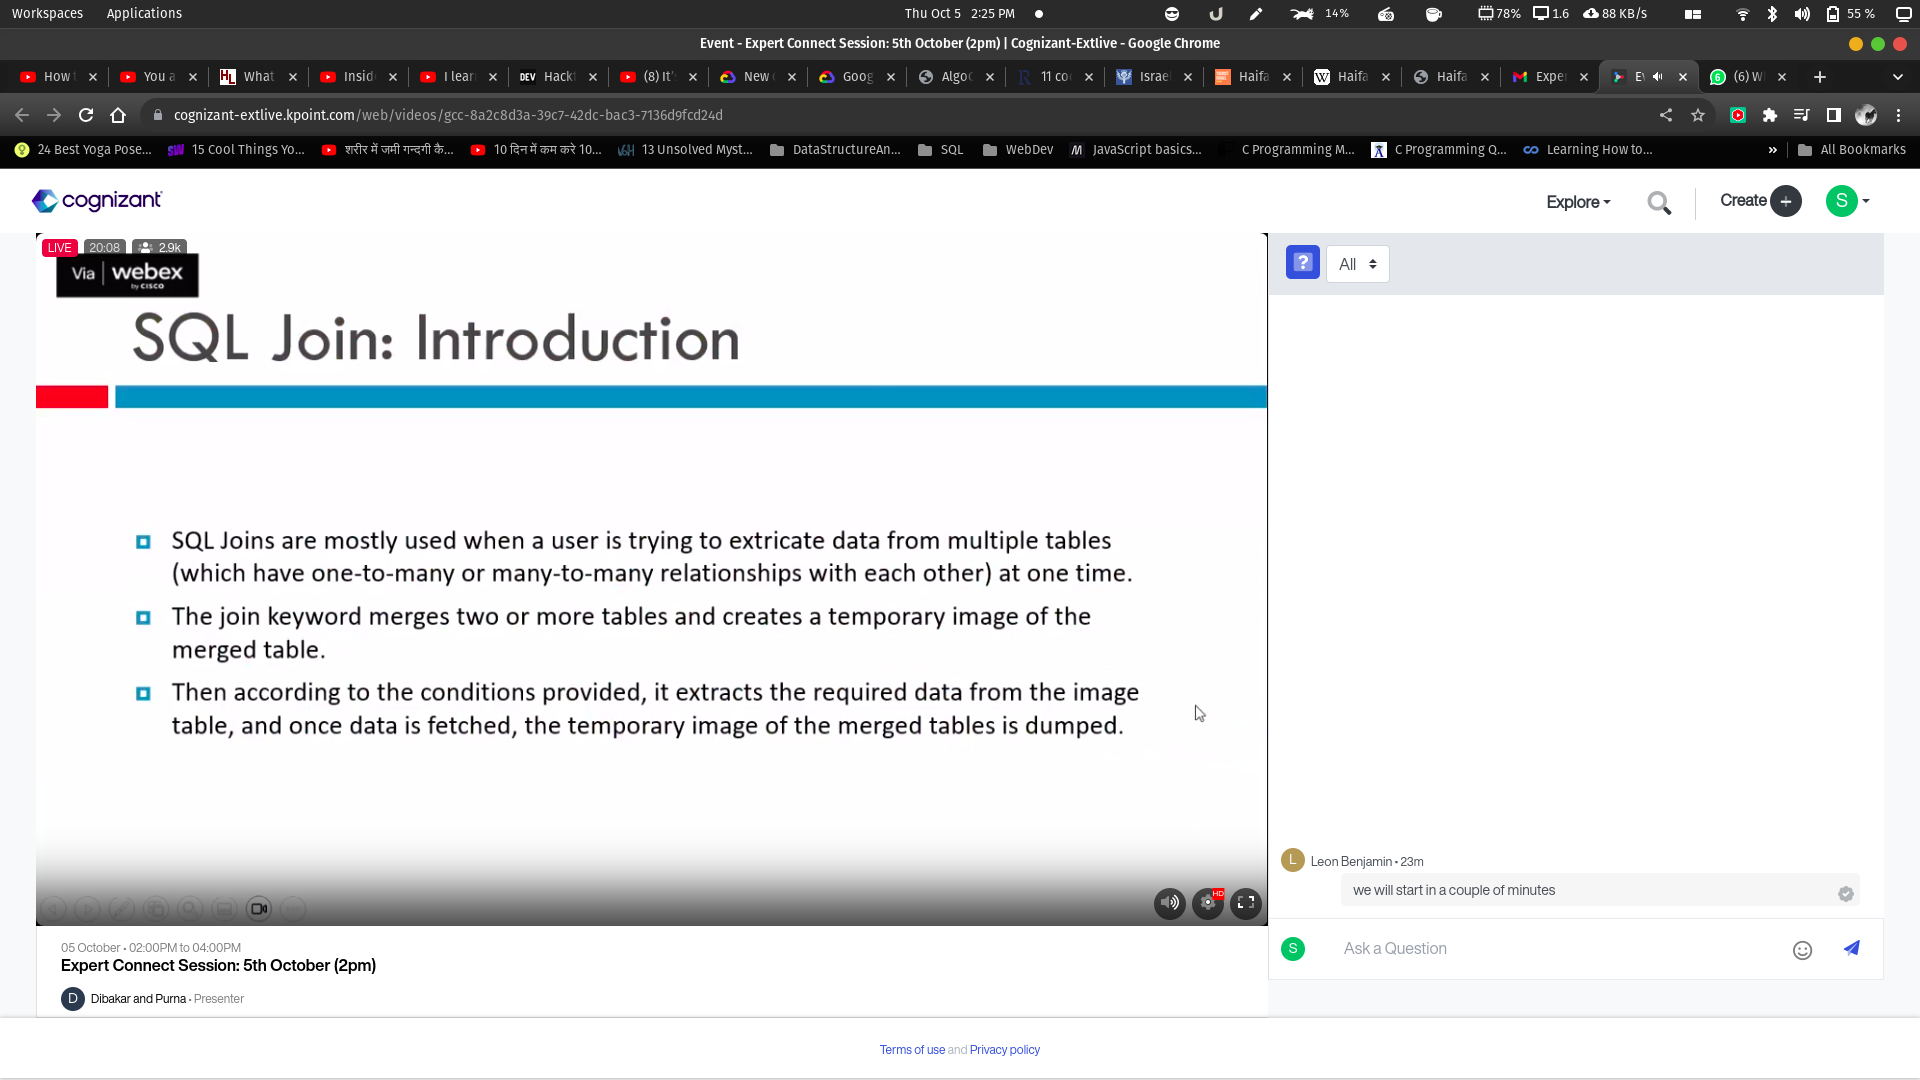 Workspaces Applications Thu Oct 5 2:25 PM 14% 78% 1.6 88 KB/s 55 %
Event - Expert Connect Session: 5th October (2pm) | Cognizant-Extlive - Google Chrome
How t You a HL What Insid I lear DEV Hackt (8) It' New Goog AlgoC R 11 co Israe Haifa W Haifa Haifa Exper Ev 6 (6) W
cognizant-extlive.kpoint.com/web/videos/gcc-8a2c8d3a-39c7-42dc-bac3-7136d9fcd24d
24 Best Yoga Pose... SW 15 Cool Things Yo... शरीर में जमी गन्दगी कै... 10 दिन में कम करे 10... 13 Unsolved Myst... DataStructureAn... SQL WebDev JavaScript basics... C Programming M... C Programming Q... Learning How to... » All Bookmarks
cognizant Explore Create S
LIVE 20:08 2.9k
Via | webex
by CISCO
? All
SQL Join: Introduction
SQL Joins are mostly used when a user is trying to extricate data from multiple tables
(which have one-to-many or many-to-many relationships with each other) at one time.
The join keyword merges two or more tables and creates a temporary image of the
merged table.
Then according to the conditions provided, it extracts the required data from the image
table, and once data is fetched, the temporary image of the merged tables is dumped.
HD
L Leon Benjamin • 23m
we will start in a couple of minutes
S Ask a Question
05 October • 02:00PM to 04:00PM
Expert Connect Session: 5th October (2pm)
D Dibakar and Purna • Presenter
Terms of use and Privacy policy